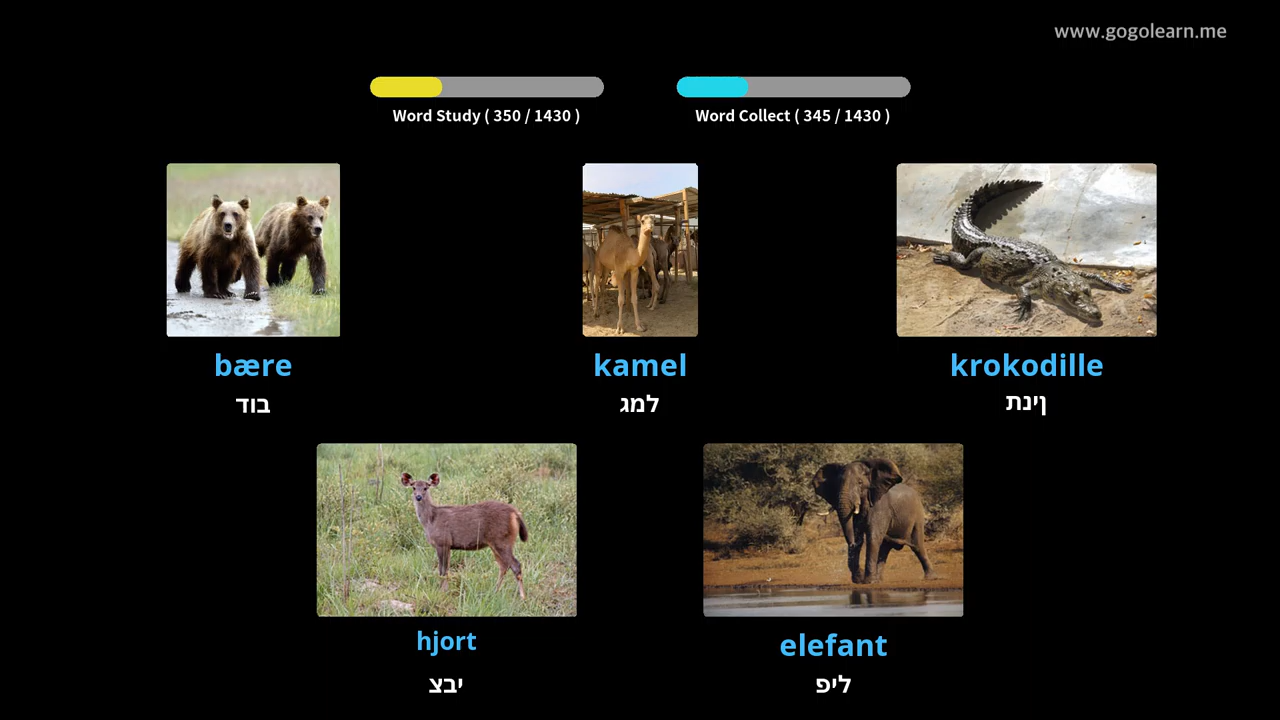 www.gogolearn.me
Word Study ( 350 / 1430 )
Word Collect ( 345 / 1430 )
bære
kamel
krokodille
בוד
למג
ןינת
hjort
elefant
יבצ
ליפ